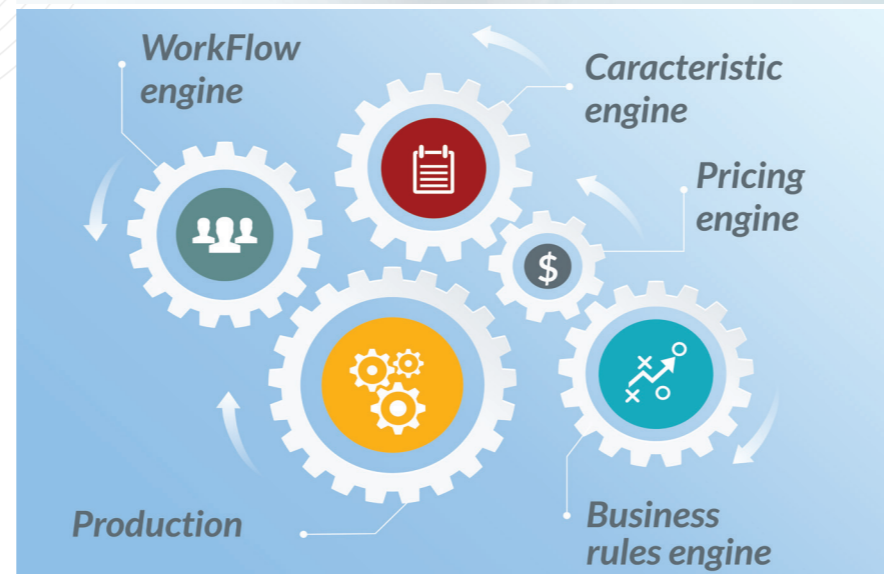 WorkFlow
engine
Caracteristic
engine
Pricing
engine
$
Production
Business
rules engine